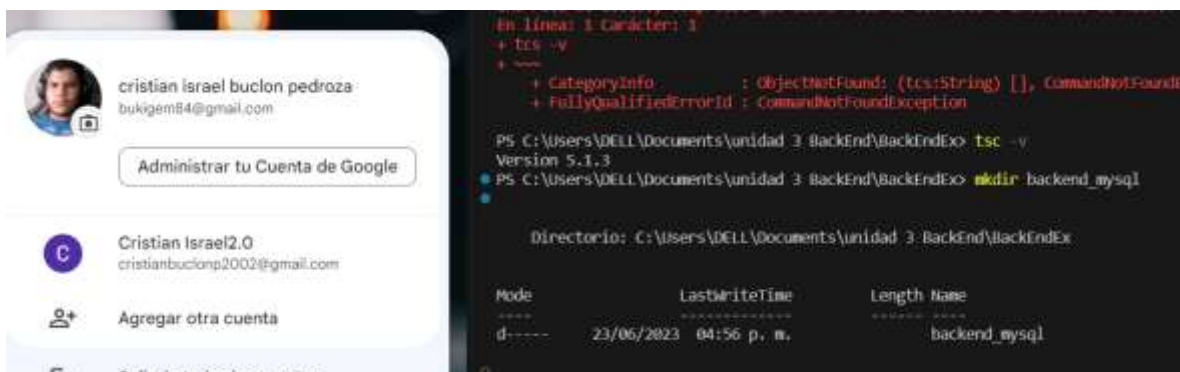 cristian israel buclon pedroza
bukigem84@gmail.com
Administrar tu Cuenta de Google
C
Cristian Israel2.0
cristianbuclonp2002@gmail.com
Agregar otra cuenta
En línea: 1 Carácter: 1
+ tcs -v
+ ~~~
+ CategoryInfo : ObjectNotFound: (tcs:String) [], CommandNotFoundE
+ FullyQualifiedErrorId : CommandNotFoundException
PS C:\Users\DELL\Documents\unidad 3 BackEnd\BackEndEx> tsc -v
Version 5.1.3
PS C:\Users\DELL\Documents\unidad 3 BackEnd\BackEndEx> mkdir backend_mysql
Directorio: C:\Users\DELL\Documents\unidad 3 BackEnd\BackEndEx
Mode LastWriteTime Length Name
---- ------------- ------ ----
d----- 23/06/2023 04:56 p. m. backend_mysql